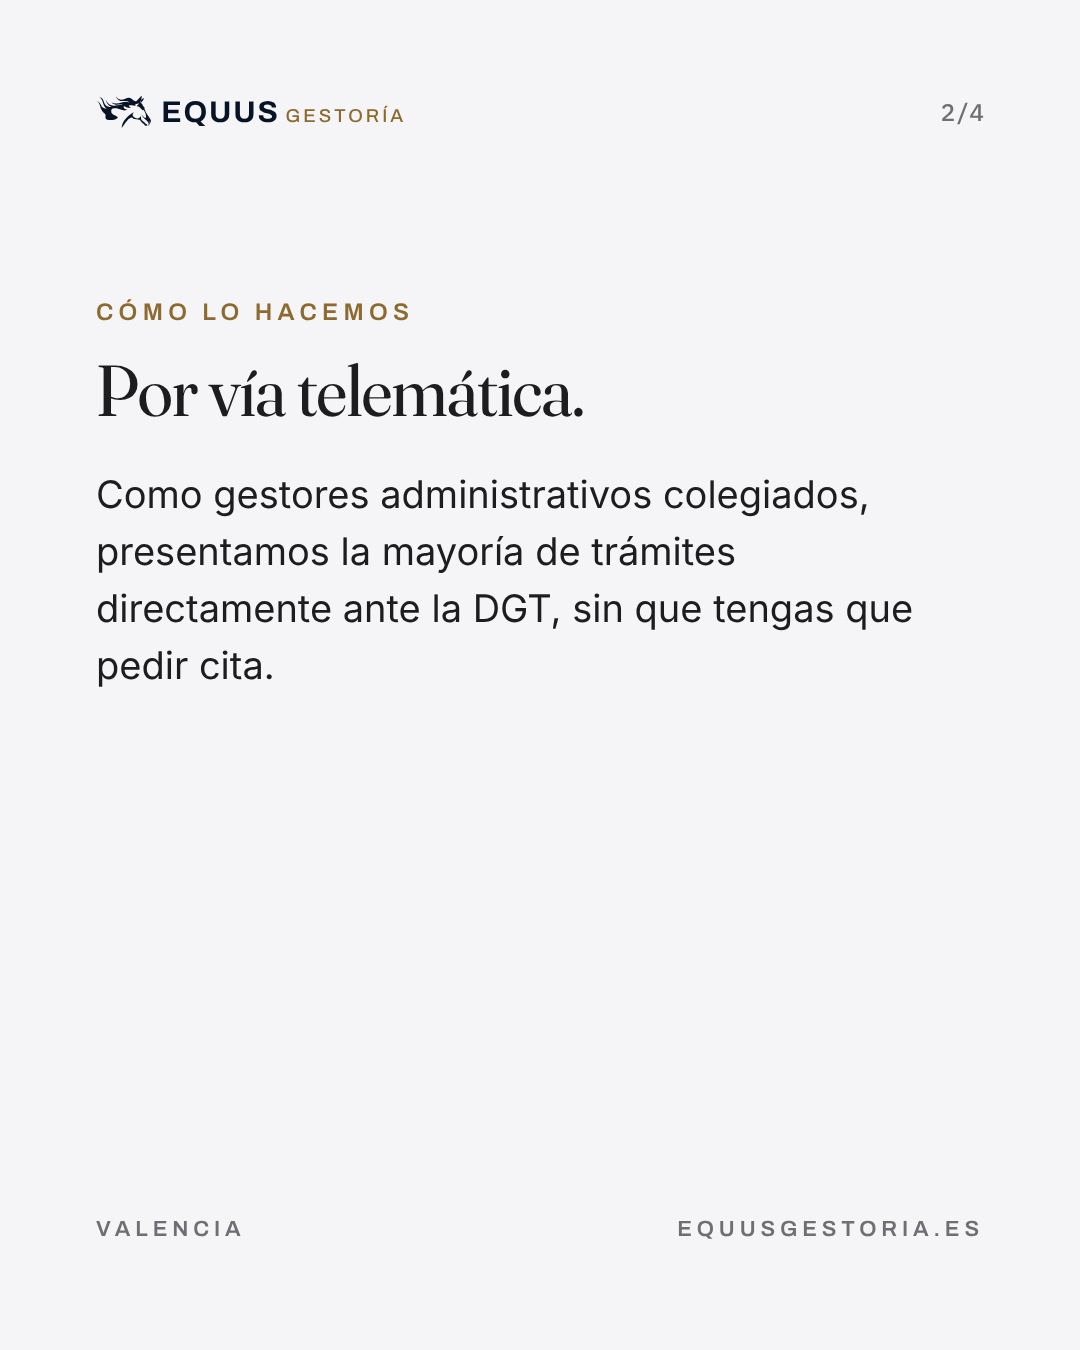 EQUUS GESTORÍA
2/4
CÓMO LO HACEMOS
Por vía telemática.
Como gestores administrativos colegiados,
presentamos la mayoría de trámites
directamente ante la DGT, sin que tengas que
pedir cita.
VALENCIA
EQUUSGESTORIA.ES